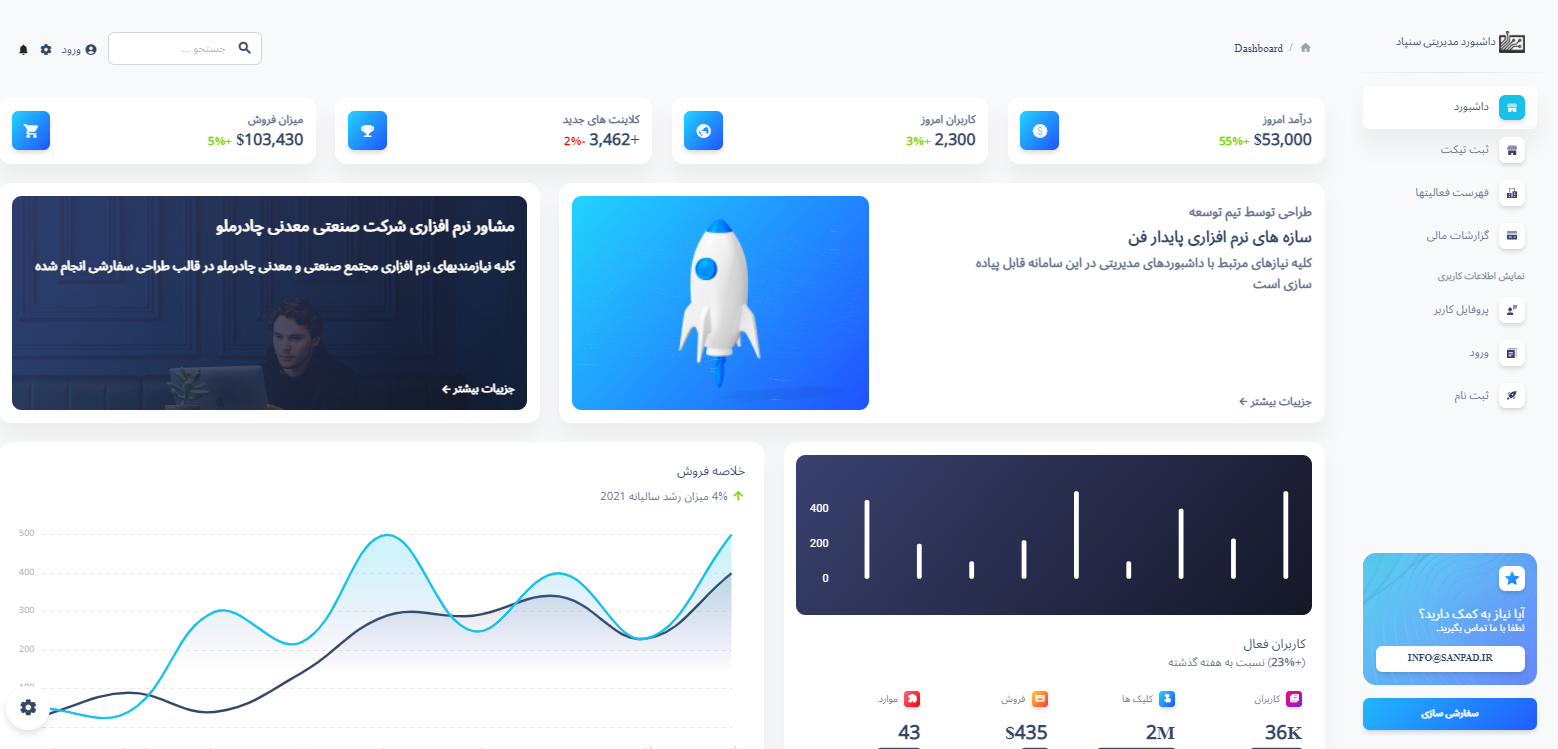 داشبورد مدیریتی سنپاد
داشبورد
ثبت تیکت
فهرست فعالیتها
گزارشات مالی
نمایش اطلاعات کاربری
پروفایل کاربر
ورود
ثبت نام
آیا نیاز به کمک دارید؟
لطفا با ما تماس بگیرید.
INFO@SANPAD.IR
سفارشی سازی
/ Dashboard
جستجو ...
ورود
درآمد امروز
$53,000 +55%
کاربران امروز
2,300 +3%
کلاینت های جدید
+3,462 -2%
میزان فروش
$103,430 +5%
طراحی توسط تیم توسعه
سازه های نرم افزاری پایدار فن
کلیه نیازهای مرتبط با داشبوردهای مدیریتی در این سامانه قابل پیاده
سازی است
جزییات بیشتر
مشاور نرم افزاری شرکت صنعتی معدنی چادرملو
کلیه نیازمندیهای نرم افزاری مجتمع صنعتی و معدنی چادرملو در قالب طراحی سفارشی انجام شده
جزییات بیشتر
400
200
0
کاربران فعال
(+23%) نسبت به هفته گذشته
کاربران
36K
کلیک ها
2M
فروش
$435
موارد
43
خلاصه فروش
4% میزان رشد سالیانه 2021
500
400
300
200
100